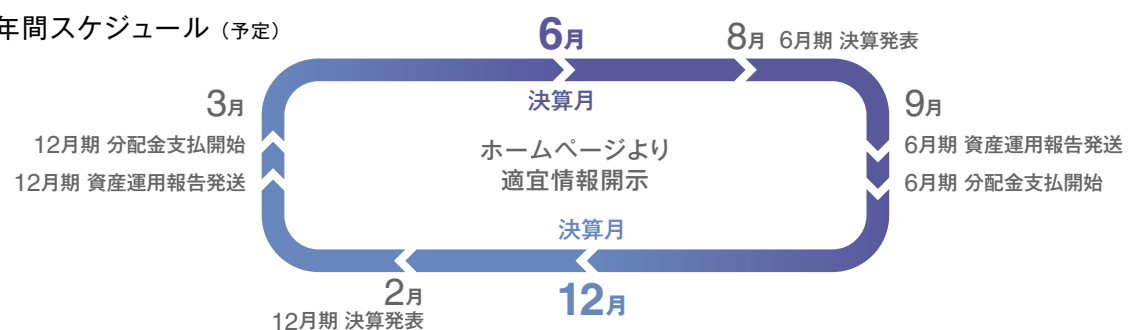 年間スケジュール（予定）
6月
決算月
8月 6月期 決算発表
9月
6月期 資産運用報告発送
6月期 分配金支払開始
ホームページより
適宜情報開示
決算月
12月
2月
12月期 決算発表
3月
12月期 分配金支払開始
12月期 資産運用報告発送